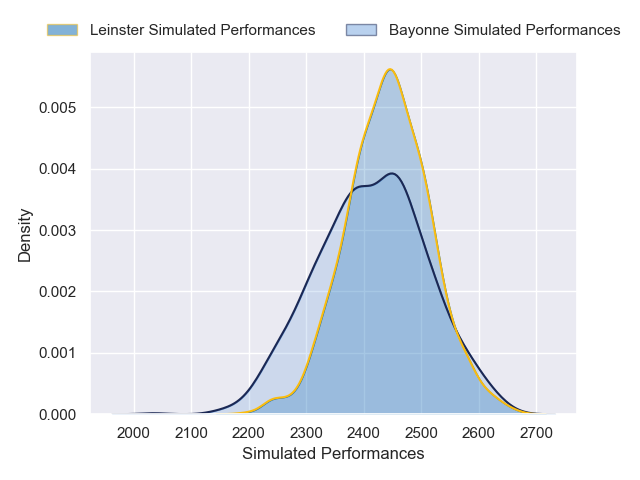 Leinster Simulated Performances Bayonne Simulated Performances
0.005
0.004
0.003
0.002
0.001
0.000
Density
2000 2100 2200 2300 2400 2500 2600 2700
Simulated Performances